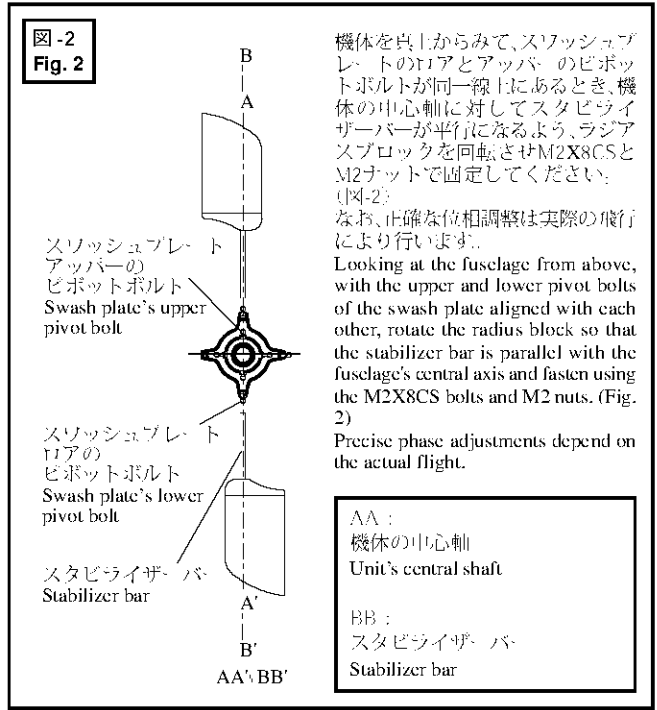 図-2
Fig. 2
B
A
スワッシュプレート
アッパーの
ピボットボルト
Swash plate's upper
pivot bolt
スワッシュプレート
ロアの
ピボットボルト
Swash plate's lower
pivot bolt
スタビライザーバー
Stabilizer bar
A'
B'
AA'\\BB'
機体を真上からみて、スワッシュプ
レートのロアとアッパーのピボッ
トボルトが同一線上にあるとき、機
体の中心軸に対してスタビライ
ザーバーが平行になるよう、ラジア
スブロックを回転させM2X8CSと
M2ナットで固定してください。
(図-2)
なお、正確な位相調整は実際の飛行
により行います。
Looking at the fuselage from above,
with the upper and lower pivot bolts
of the swash plate aligned with each
other, rotate the radius block so that
the stabilizer bar is parallel with the
fuselage's central axis and fasten using
the M2X8CS bolts and M2 nuts. (Fig.
2)
Precise phase adjustments depend on
the actual flight.
AA :
機体の中心軸
Unit's central shaft
BB :
スタビライザーバー
Stabilizer bar